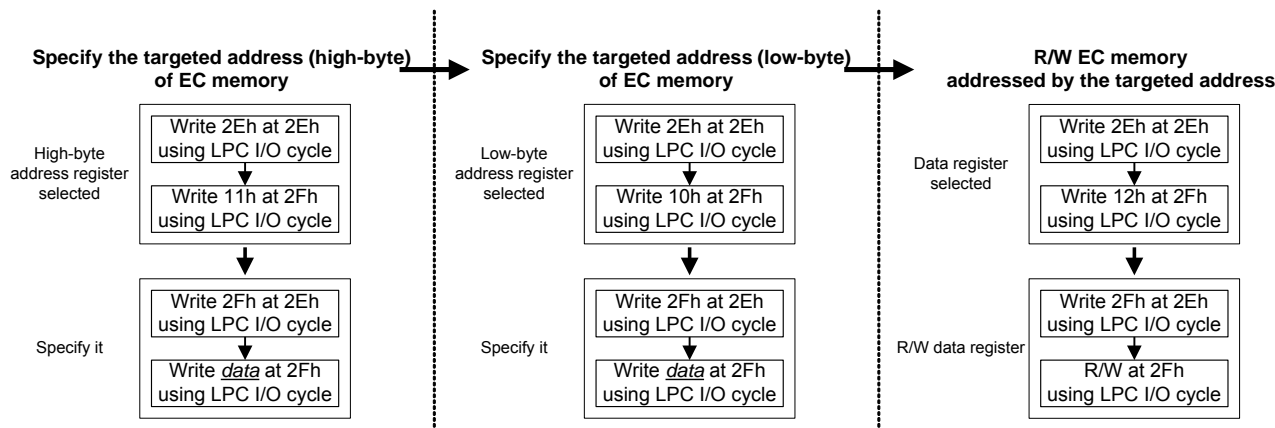 Specify the targeted address (high-byte)
of EC memory
High-byte
address register
selected
Write 2Eh at 2Eh
using LPC I/O cycle
Write 11h at 2Fh
using LPC I/O cycle
Specify it
Write 2Fh at 2Eh
using LPC I/O cycle
Write data at 2Fh
using LPC I/O cycle
Specify the targeted address (low-byte)
of EC memory
Low-byte
address register
selected
Write 2Eh at 2Eh
using LPC I/O cycle
Write 10h at 2Fh
using LPC I/O cycle
Specify it
Write 2Fh at 2Eh
using LPC I/O cycle
Write data at 2Fh
using LPC I/O cycle
R/W EC memory
addressed by the targeted address
Data register
selected
Write 2Eh at 2Eh
using LPC I/O cycle
Write 12h at 2Fh
using LPC I/O cycle
R/W data register
Write 2Fh at 2Eh
using LPC I/O cycle
R/W at 2Fh
using LPC I/O cycle